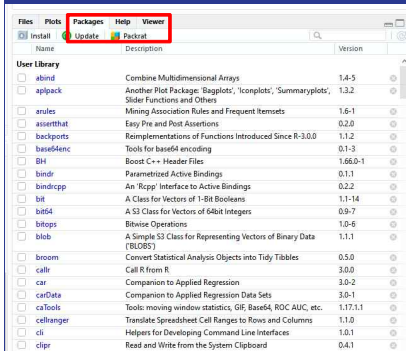 Files Plots Packages Help Viewer
Install Update Packrat
Name Description Version
User Library
abind Combine Multidimensional Arrays 1.4-5
aplpack Another Plot Package: 'Bagplots', 'Iconplots', 'Summaryplots', 1.3.2
Slider Functions and Others
arules Mining Association Rules and Frequent Itemsets 1.6-1
assertthat Easy Pre and Post Assertions 0.2.0
backports Reimplementations of Functions Introduced Since R-3.0.0 1.1.2
base64enc Tools for base64 encoding 0.1-3
BH Boost C++ Header Files 1.66.0-1
bindr Parametrized Active Bindings 0.1.1
bindrcpp An 'Rcpp' Interface to Active Bindings 0.2.2
bit A Class for Vectors of 1-Bit Booleans 1.1-14
bit64 A S3 Class for Vectors of 64bit Integers 0.9-7
bitops Bitwise Operations 1.0-6
blob A Simple S3 Class for Representing Vectors of Binary Data 1.1.1
('BLOBS')
broom Convert Statistical Analysis Objects into Tidy Tibbles 0.5.0
callr Call R from R 3.0.0
car Companion to Applied Regression 3.0-2
carData Companion to Applied Regression Data Sets 3.0-1
caTools Tools: moving window statistics, GIF, Base64, ROC AUC, etc. 1.17.1.1
cellranger Translate Spreadsheet Cell Ranges to Rows and Columns 1.1.0
cli Helpers for Developing Command Line Interfaces 1.0.1
clipr Read and Write from the System Clipboard 0.4.1